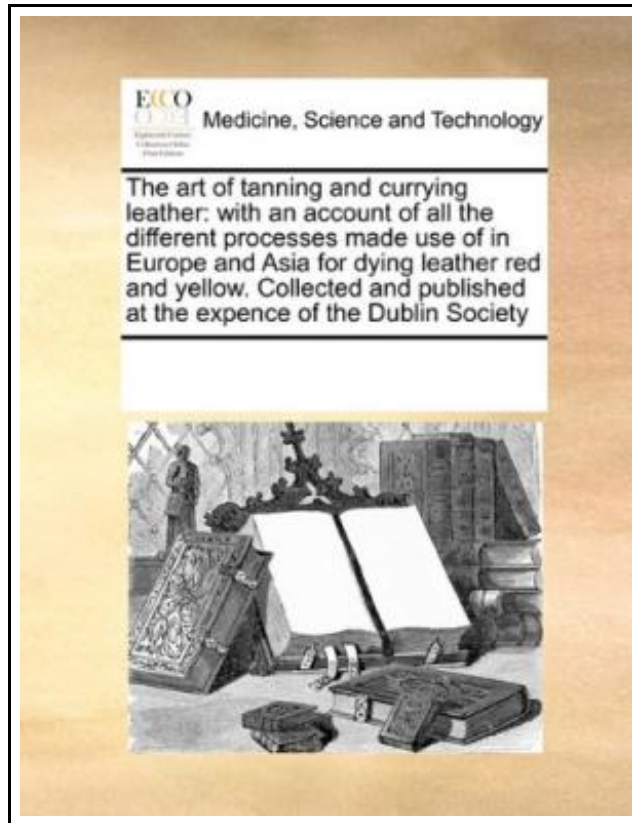 ECCO
Medicine, Science and Technology
The art of tanning and currying
leather: with an account of all the
different processes made use of in
Europe and Asia for dying leather red
and yellow. Collected and published
at the expence of the Dublin Society